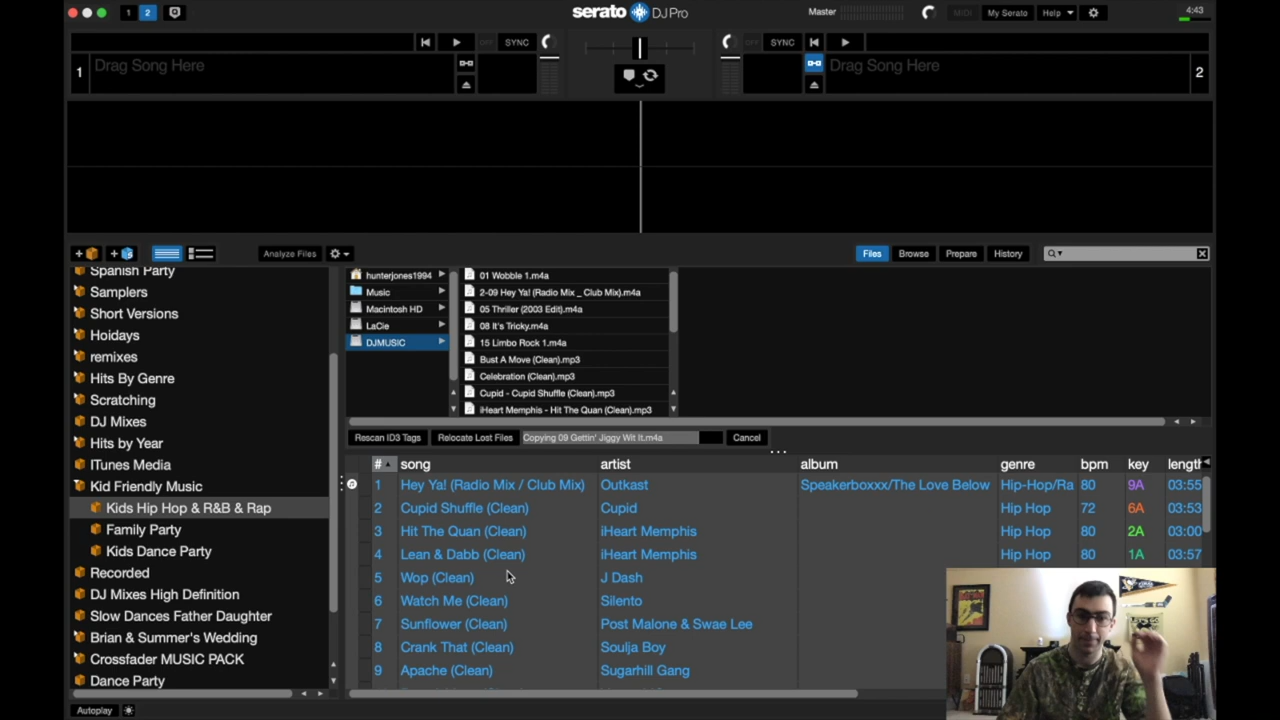 1 2 serato DJ Pro Master MIDI My Serato Help 4:43
OFF SYNC SYNC OFF
1 Drag Song Here Drag Song Here 2
Analyze Files Files Browse Prepare History
Spanish Party
Samplers
Short Versions
Hoidays
remixes
Hits By Genre
Scratching
DJ Mixes
Hits by Year
ITunes Media
Kid Friendly Music
Kids Hip Hop & R&B & Rap
Family Party
Kids Dance Party
Recorded
DJ Mixes High Definition
Slow Dances Father Daughter
Brian & Summer's Wedding
Crossfader MUSIC PACK
Dance Party
Autoplay
hunterjones1994
Music
Macintosh HD
LaCie
DJMUSIC
01 Wobble 1.m4a
2-09 Hey Ya! (Radio Mix _ Club Mix).m4a
05 Thriller (2003 Edit).m4a
08 It's Tricky.m4a
15 Limbo Rock 1.m4a
Bust A Move (Clean).mp3
Celebration (Clean).mp3
Cupid - Cupid Shuffle (Clean).mp3
iHeart Memphis - Hit The Quan (Clean).mp3
Rescan ID3 Tags Relocate Lost Files Copying 09 Gettin' Jiggy Wit It.m4a Cancel
# song artist album genre bpm key length
1 Hey Ya! (Radio Mix / Club Mix) Outkast Speakerboxxx/The Love Below Hip-Hop/Ra 80 9A 03:55
2 Cupid Shuffle (Clean) Cupid Hip Hop 72 6A 03:53
3 Hit The Quan (Clean) iHeart Memphis Hip Hop 80 2A 03:00
4 Lean & Dabb (Clean) iHeart Memphis Hip Hop 80 1A 03:57
5 Wop (Clean) J Dash
6 Watch Me (Clean) Silento
7 Sunflower (Clean) Post Malone & Swae Lee
8 Crank That (Clean) Soulja Boy
9 Apache (Clean) Sugarhill Gang